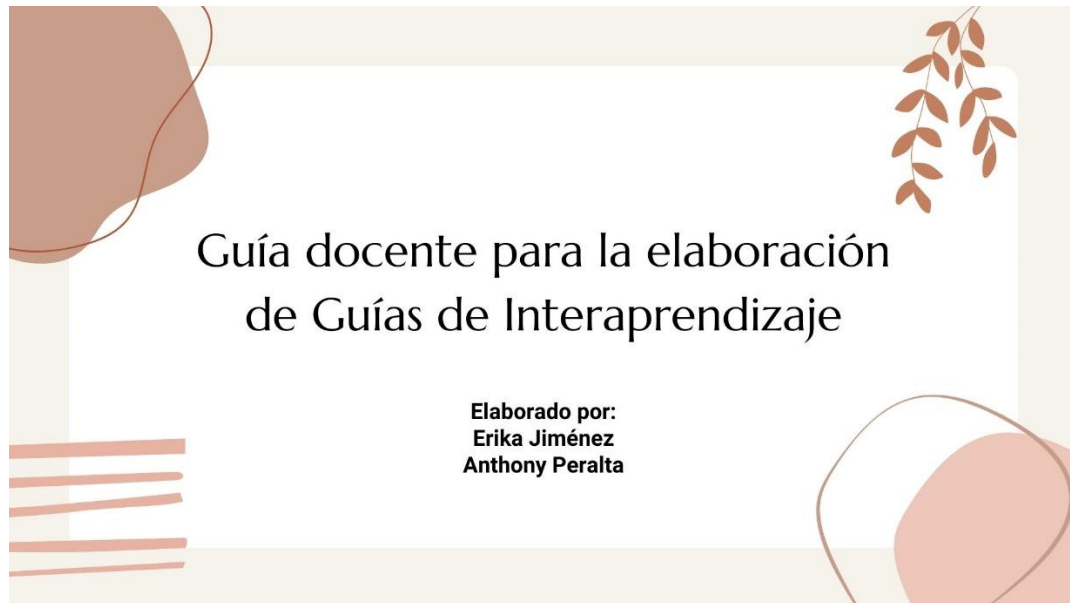 Guía docente para la elaboración
de Guías de Interaprendizaje
Elaborado por:
Erika Jiménez
Anthony Peralta